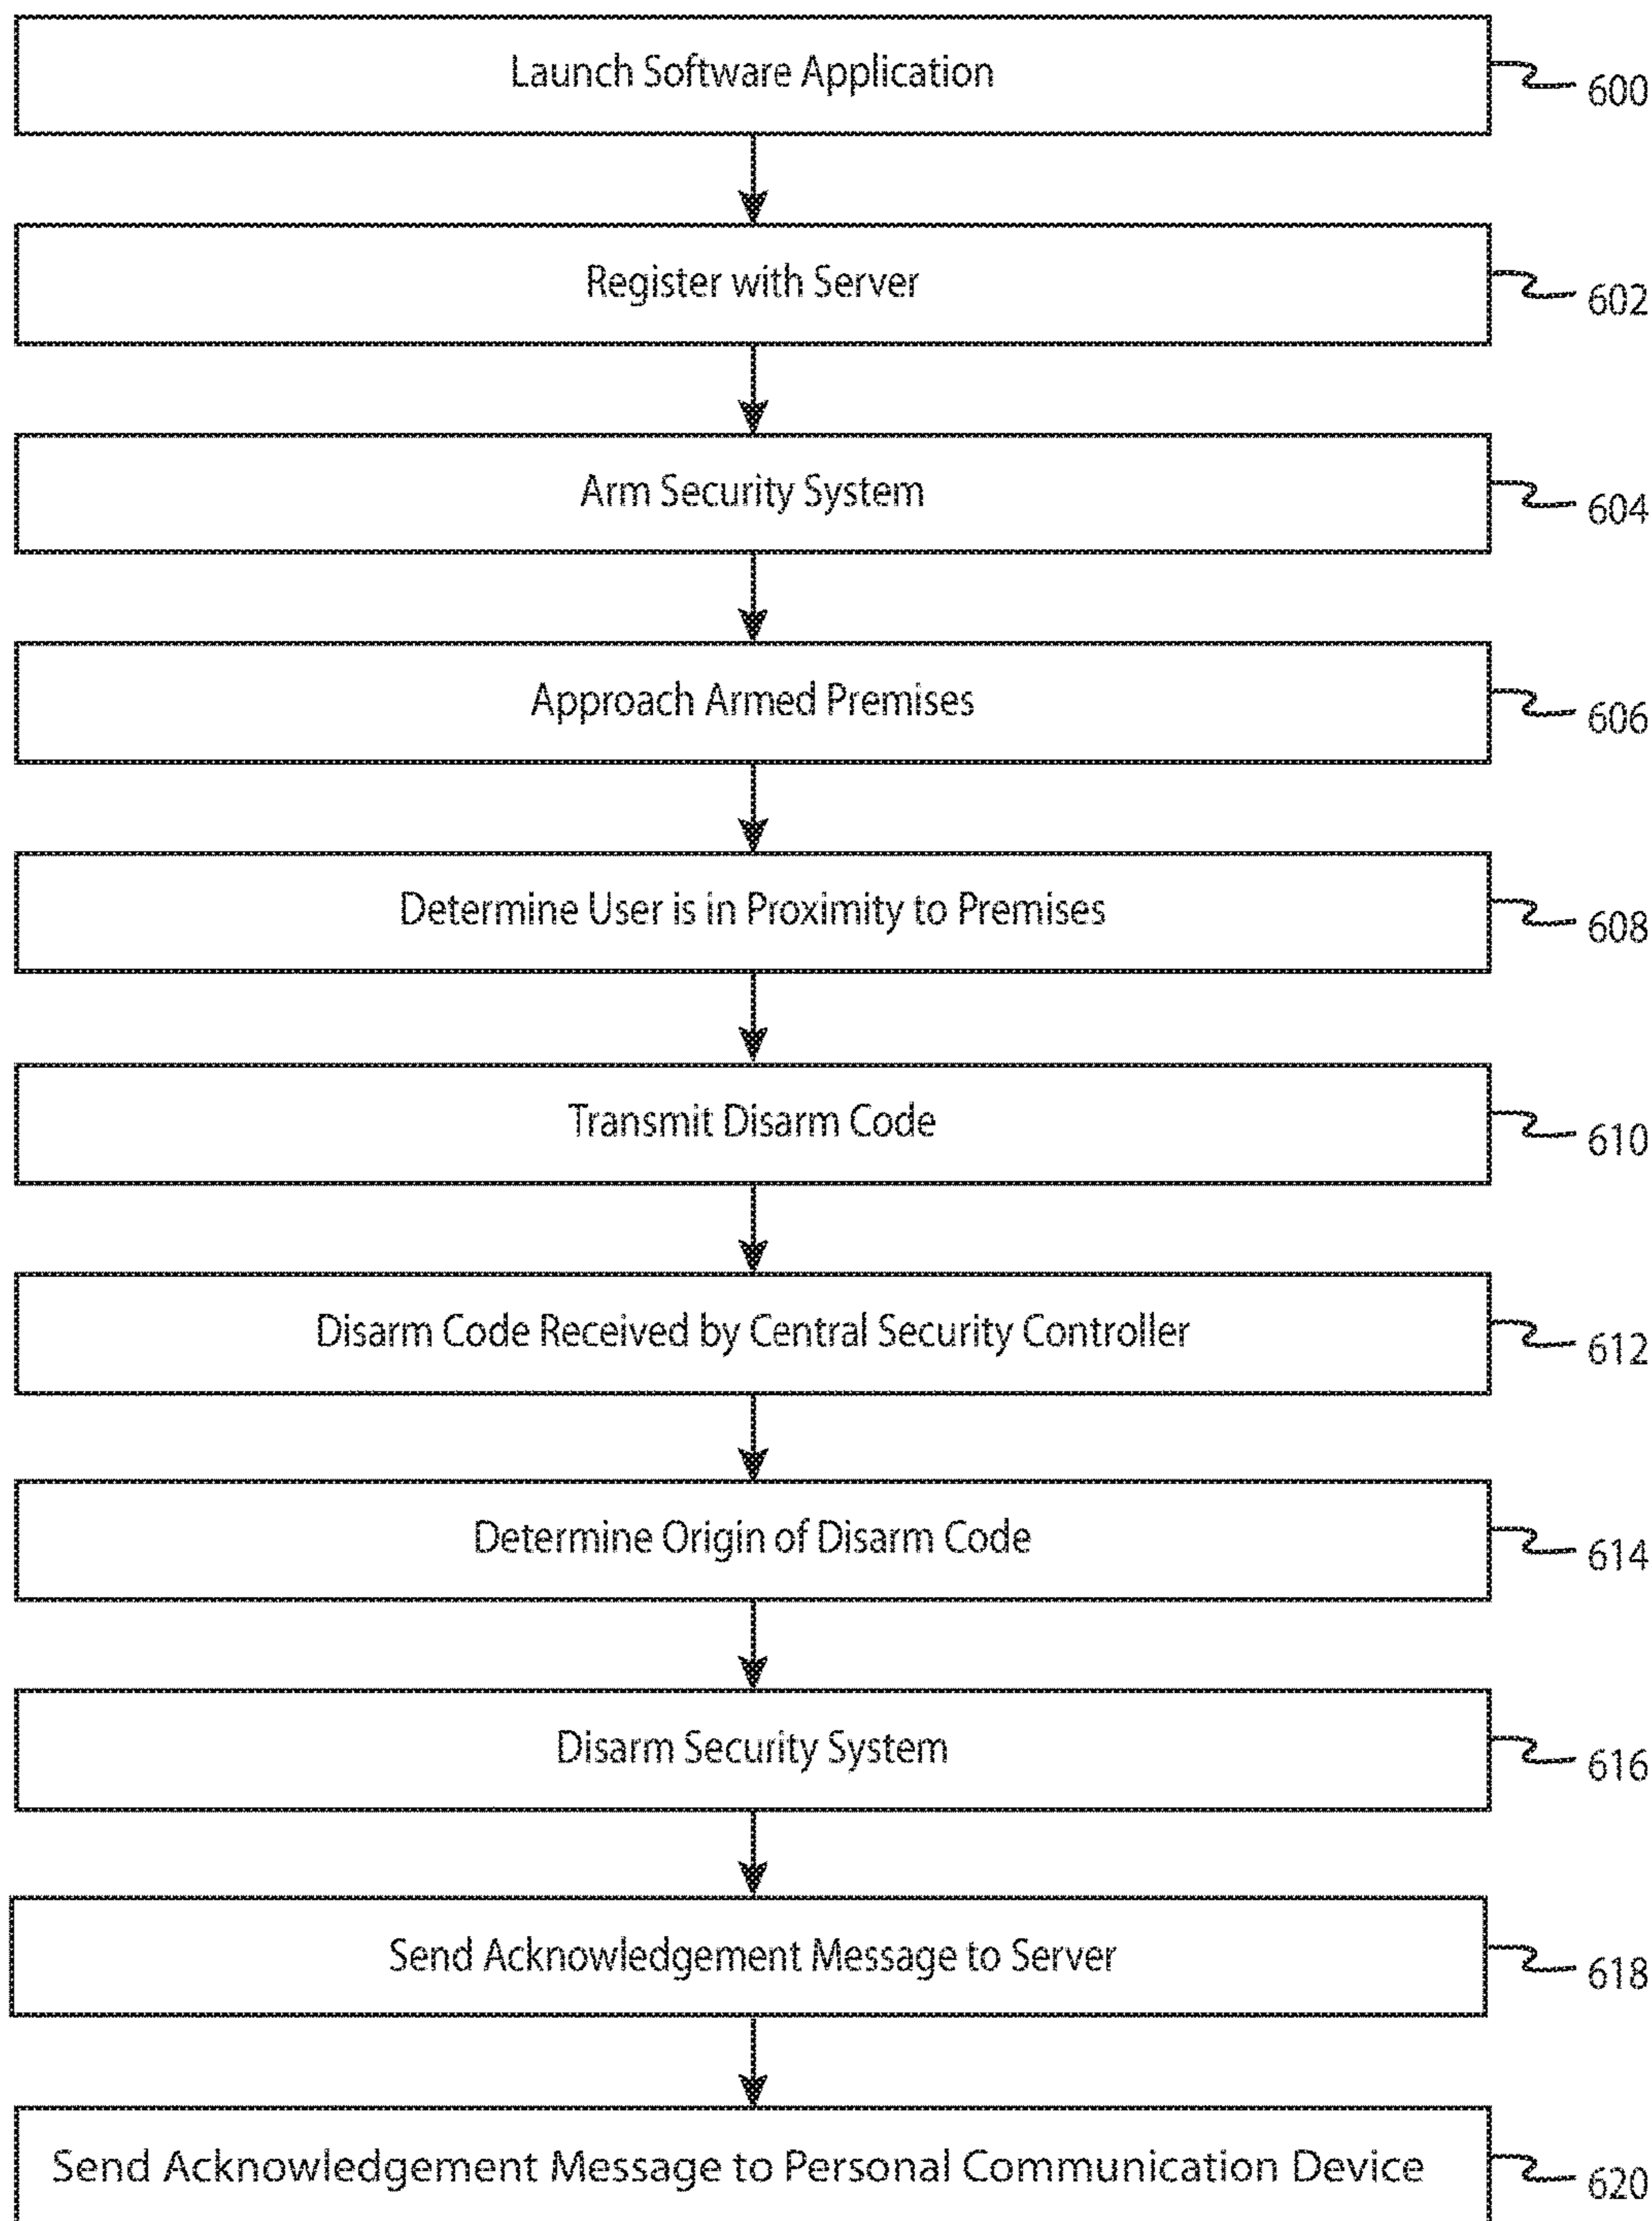 Launch Software Application
600
Register with Server
602
Arm Security System
604
Approach Armed Premises
606
Determine User is in Proximity to Premises
608
Transmit Disarm Code
610
Disarm Code Received by Central Security Controller
612
Determine Origin of Disarm Code
614
Disarm Security System
616
Send Acknowledgement Message to Server
618
Send Acknowledgement Message to Personal Communication Device
620